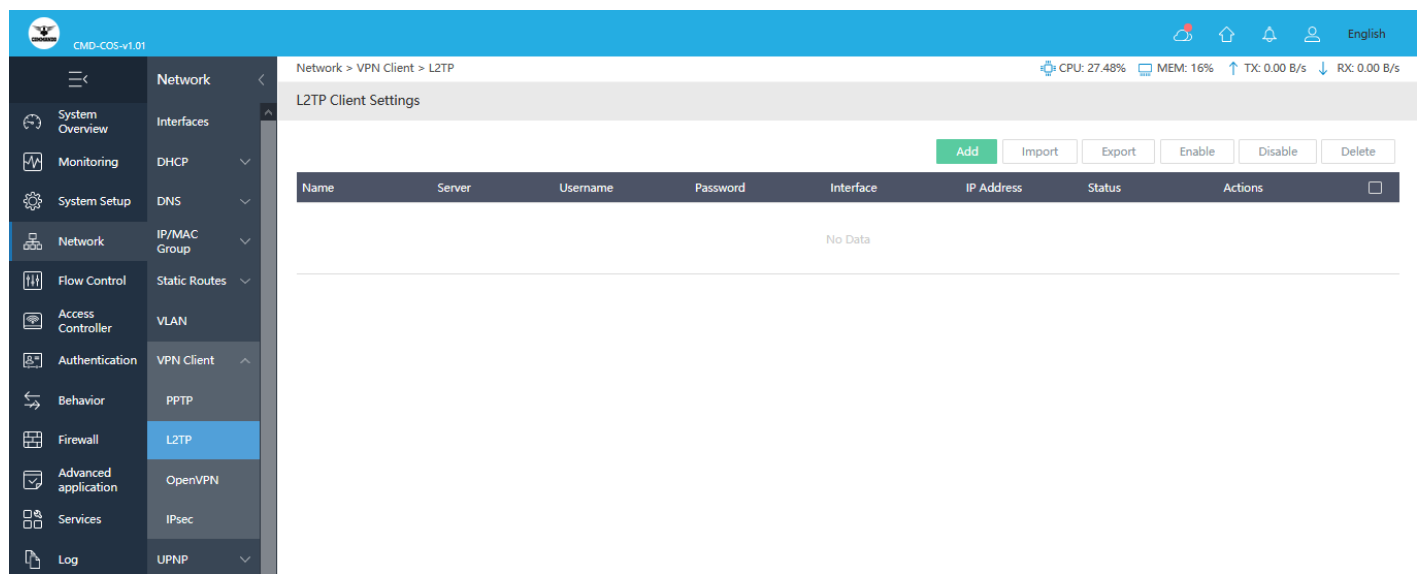 CMD-COS-v1.01
English
Network
Network > VPN Client > L2TP
CPU: 27.48%
MEM: 16%
TX: 0.00 B/s
RX: 0.00 B/s
L2TP Client Settings
System
Overview
Monitoring
System Setup
Network
Flow Control
Access
Controller
Authentication
Behavior
Firewall
Advanced
application
Services
Log
Interfaces
DHCP
DNS
IP/MAC
Group
Static Routes
VLAN
VPN Client
PPTP
L2TP
OpenVPN
IPsec
UPNP
Add Import Export Enable Disable Delete
Name Server Username Password Interface IP Address Status Actions
No Data